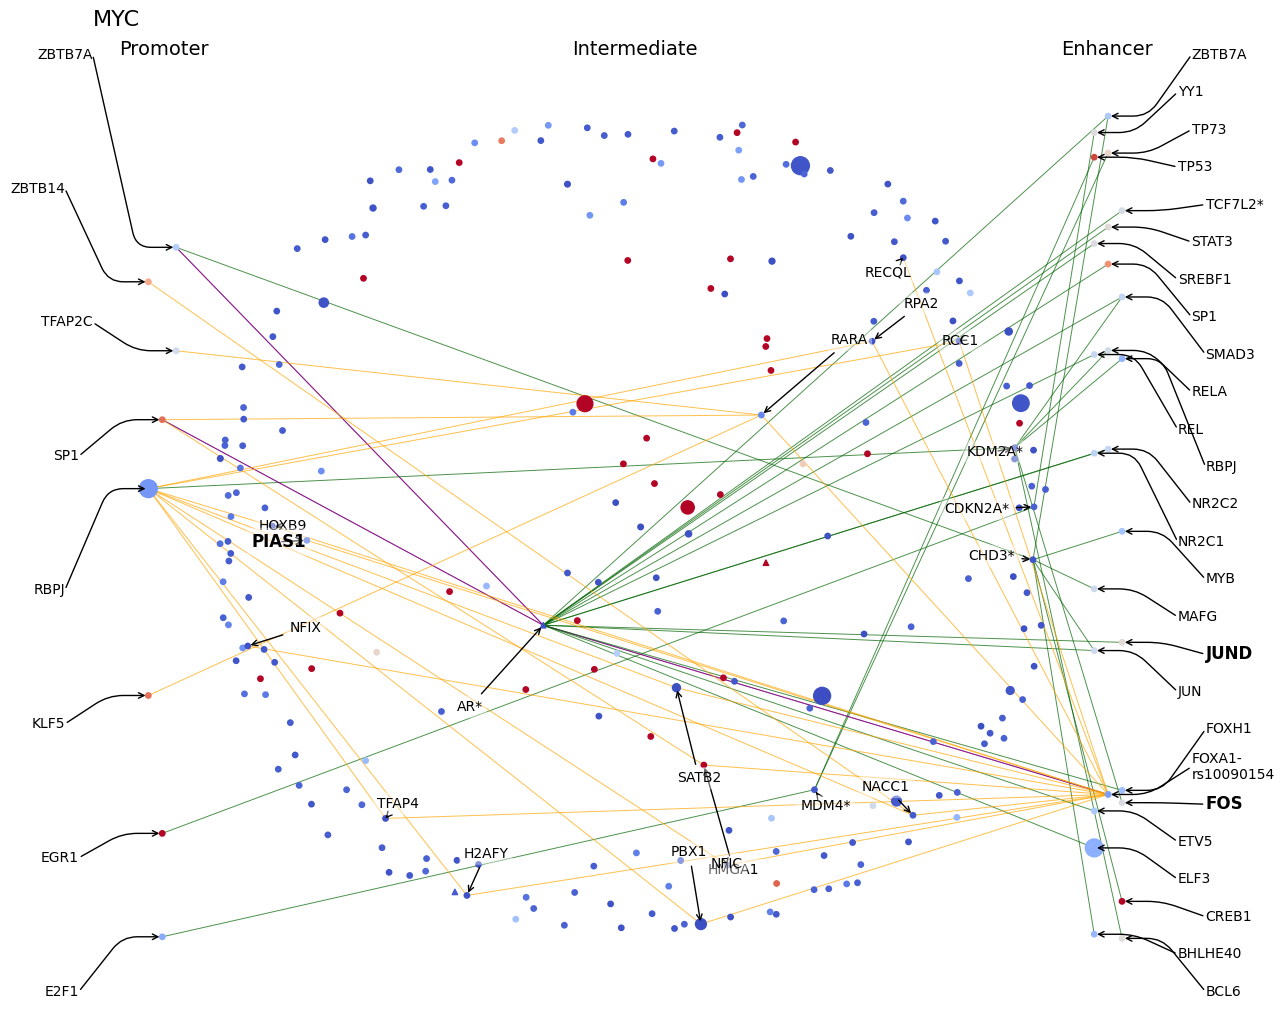 MYC
Promoter
Intermediate
Enhancer
ZBTB7A
ZBTB14
TFAP2C
SP1
RBPJ
KLF5
EGR1
E2F1
RECQL
RPA2
RARA
RCC1
KDM2A*
CDKN2A*
CHD3*
HOXB9
PIAS1
NFIX
AR*
SATB2
MDM4*
NACC1
TFAP4
H2AFY
PBX1
NFIC
HMGA1
ZBTB7A
YY1
TP73
TP53
TCF7L2*
STAT3
SREBF1
SP1
SMAD3
RELA
REL
RBPJ
NR2C2
NR2C1
MYB
MAFG
JUND
JUN
FOXH1
FOXA1-
rs10090154
FOS
ETV5
ELF3
CREB1
BHLHE40
BCL6